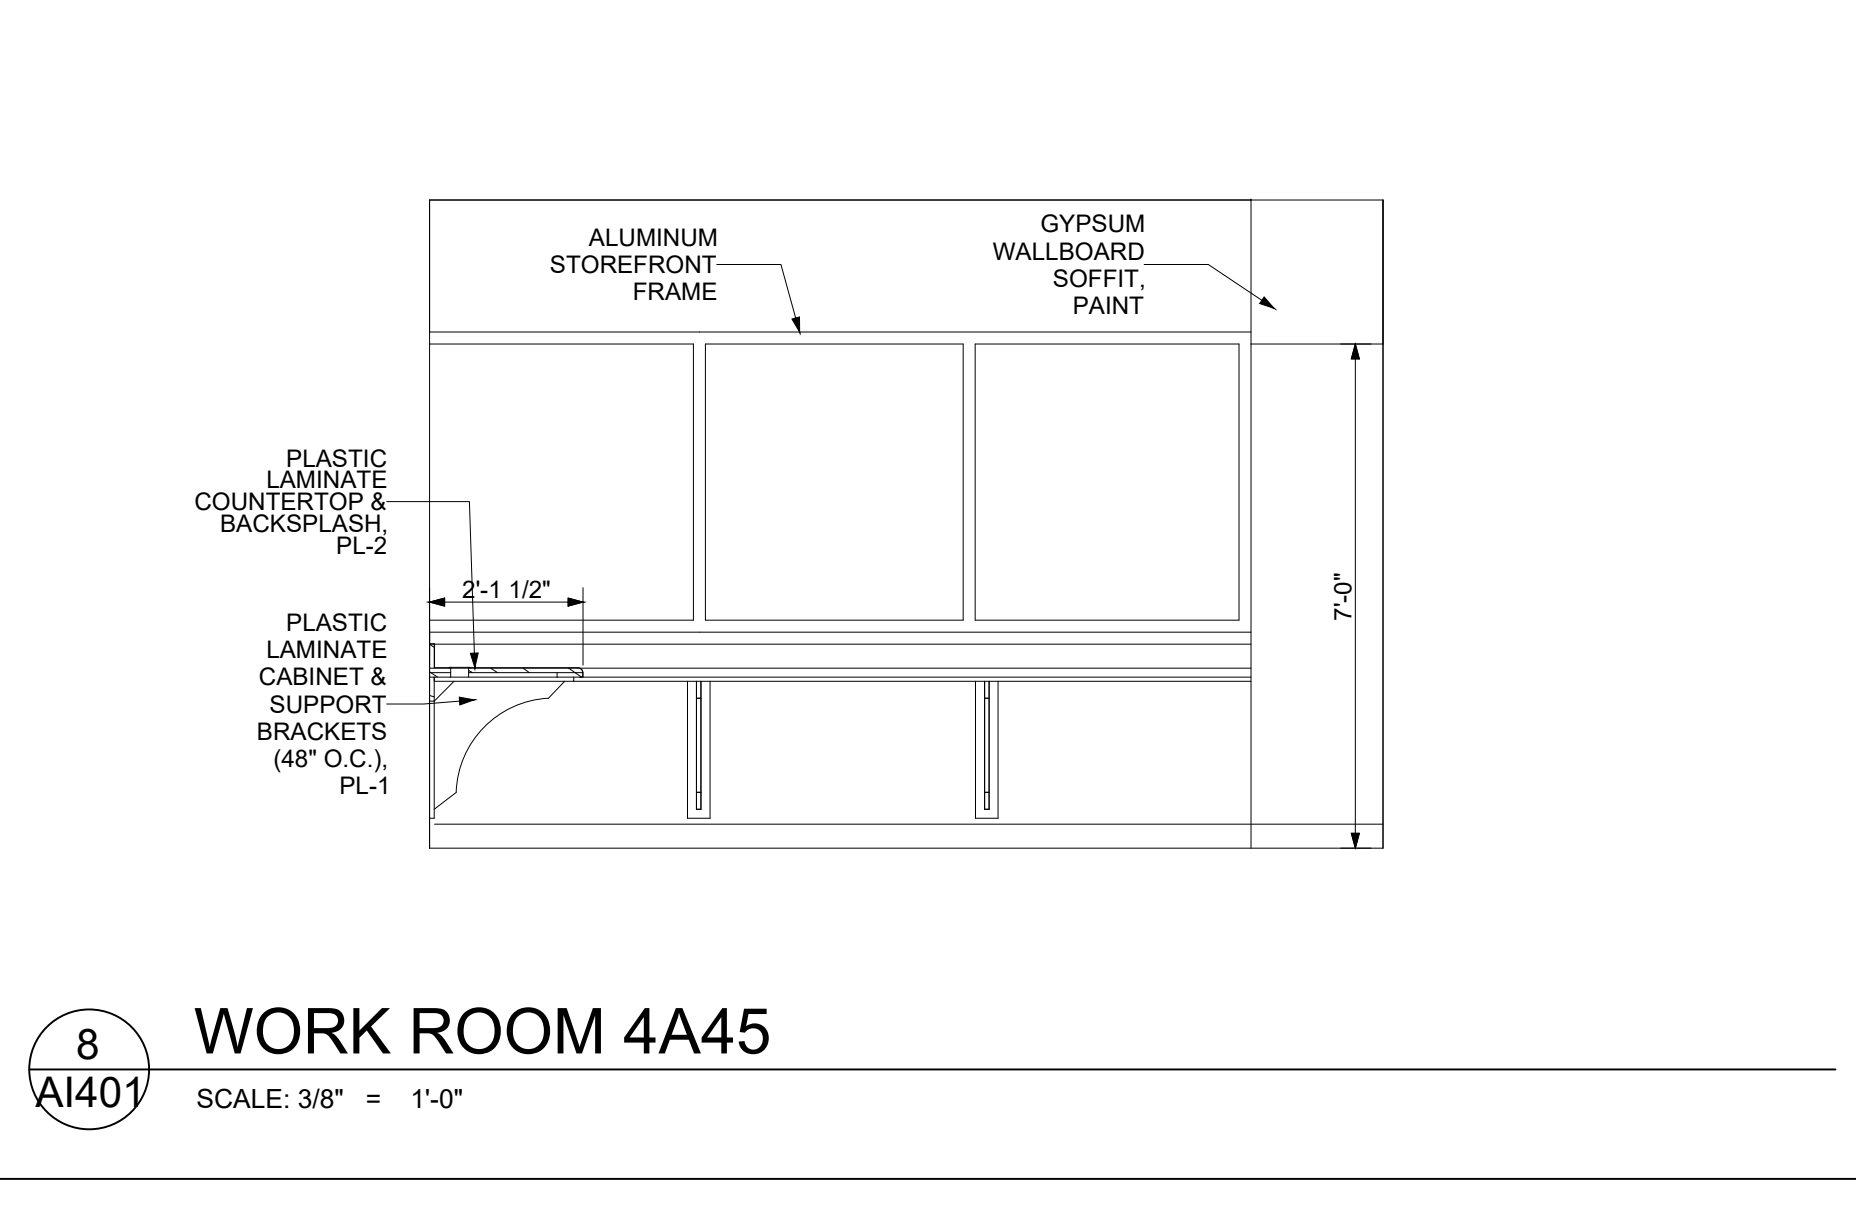 ALUMINUM
STOREFRONT
FRAME
GYPSUM
WALLBOARD
SOFFIT,
PAINT
PLASTIC
LAMINATE
COUNTERTOP &
BACKSPLASH,
PL-2
2'-1 1/2"
PLASTIC
LAMINATE
CABINET &
SUPPORT
BRACKETS
(48" O.C.),
PL-1
7'-0"
8
AI401
WORK ROOM 4A45
SCALE: 3/8" = 1'-0"